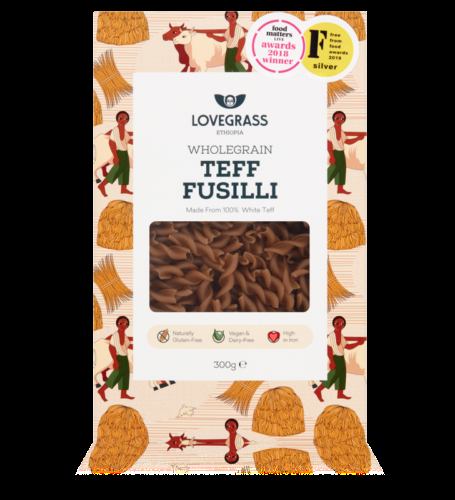 food
matters
LIVE
awards
2018
winner
F
free
from
food
awards
2018
silver
LOVEGRASS
ETHIOPIA
WHOLEGRAIN
TEFF
FUSILLI
Made From 100% White Teff
Naturally
Gluten-Free
Vegan &
Dairy-Free
High
in Iron
300g ℮